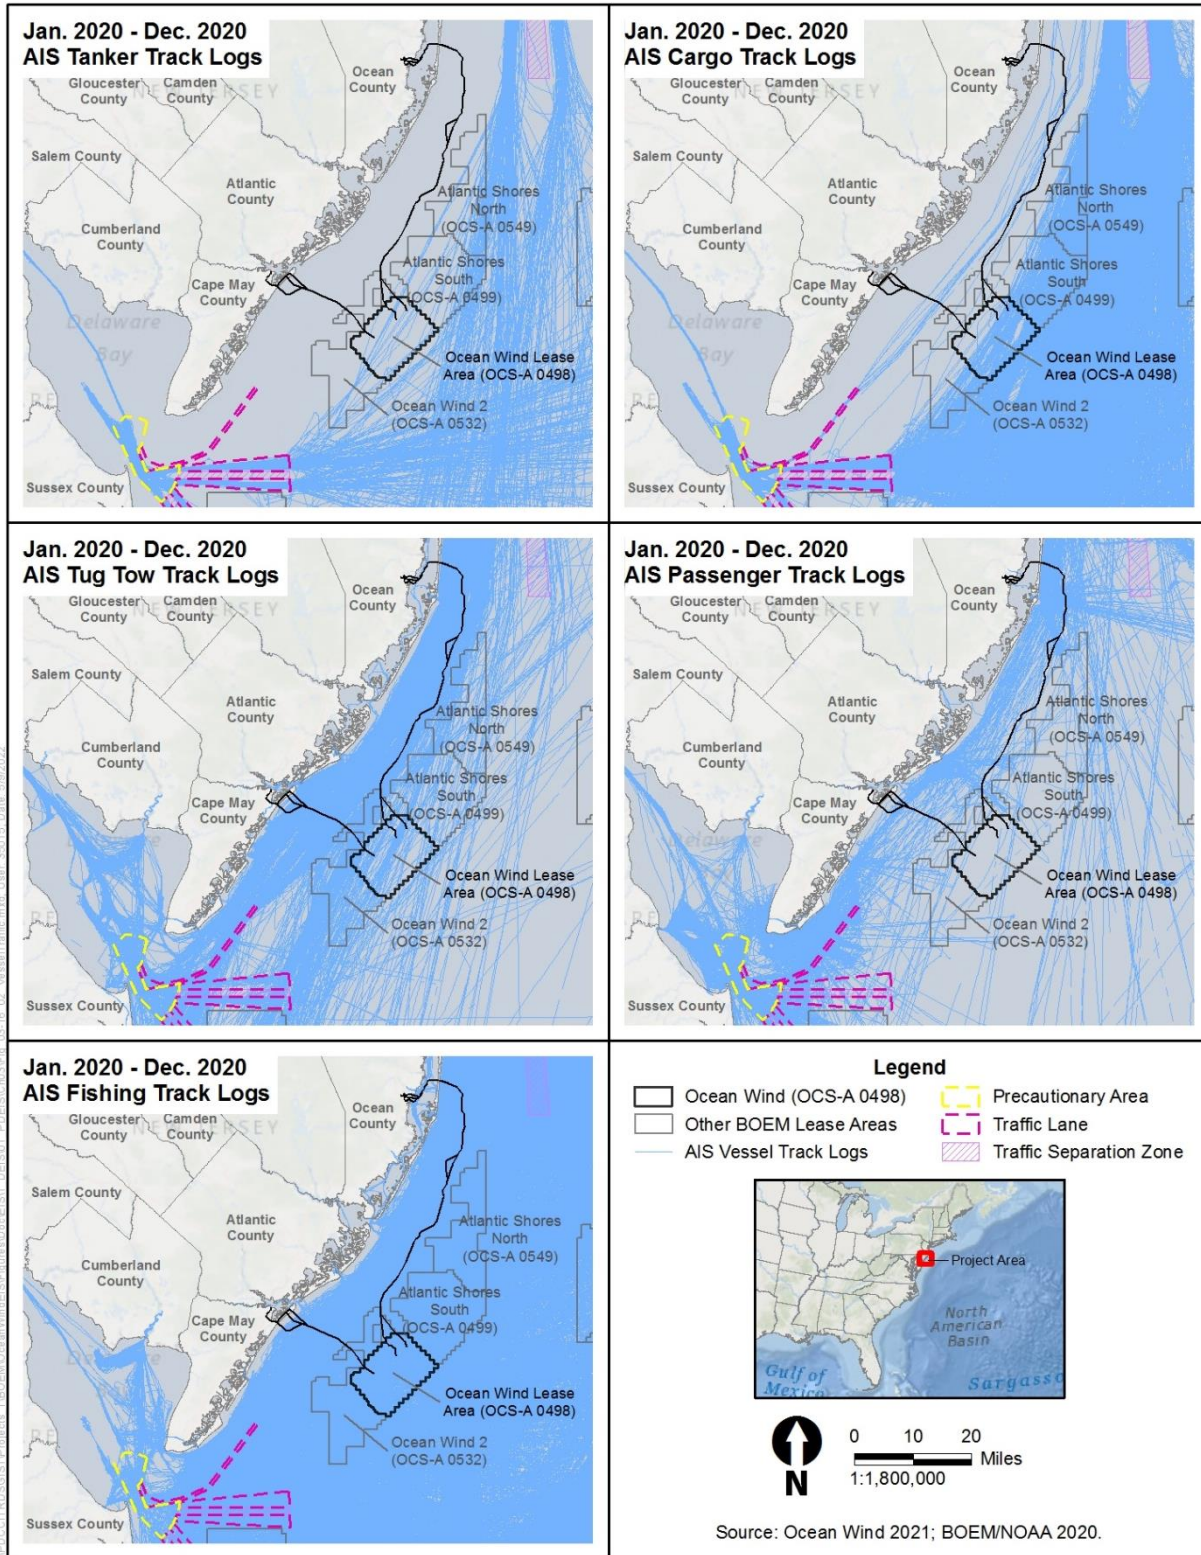 Jan. 2020 - Dec. 2020
AIS Tanker Track Logs
Gloucester
County
Camden
County
NEW JERSEY
Ocean
County
Salem County
Atlantic
County
Cumberland
County
Cape May
County
Delaware
Bay
Sussex County
Atlantic Shores
North
(OCS-A 0549)
Atlantic Shores
South
(OCS-A 0499)
Ocean Wind Lease
Area (OCS-A 0498)
Ocean Wind 2
(OCS-A 0532)
Jan. 2020 - Dec. 2020
AIS Cargo Track Logs
Gloucester
County
Camden
County
NEW JERSEY
Ocean
County
Salem County
Atlantic
County
Cumberland
County
Cape May
County
Delaware
Bay
Sussex County
Atlantic Shores
North
(OCS-A 0549)
Atlantic Shores
South
(OCS-A 0499)
Ocean Wind Lease
Area (OCS-A 0498)
Ocean Wind 2
(OCS-A 0532)
Jan. 2020 - Dec. 2020
AIS Tug Tow Track Logs
Gloucester
County
Camden
County
NEW JERSEY
Ocean
County
Salem County
Atlantic
County
Cumberland
County
Cape May
County
Sussex County
Atlantic Shores
North
(OCS-A 0549)
Atlantic Shores
South
(OCS-A 0499)
Ocean Wind Lease
Area (OCS-A 0498)
Ocean Wind 2
(OCS-A 0532)
Jan. 2020 - Dec. 2020
AIS Passenger Track Logs
Gloucester
County
Camden
County
NEW JERSEY
Ocean
County
Salem County
Atlantic
County
Cumberland
County
Cape May
County
Sussex County
Atlantic Shores
North
(OCS-A 0549)
Atlantic Shores
South
(OCS-A 0499)
Ocean Wind Lease
Area (OCS-A 0498)
Ocean Wind 2
(OCS-A 0532)
Jan. 2020 - Dec. 2020
AIS Fishing Track Logs
Gloucester
County
Camden
County
NEW JERSEY
Ocean
County
Salem County
Atlantic
County
Cumberland
County
Cape May
County
Sussex County
Atlantic Shores
North
(OCS-A 0549)
Atlantic Shores
South
(OCS-A 0499)
Ocean Wind Lease
Area (OCS-A 0498)
Ocean Wind 2
(OCS-A 0532)
Legend
Ocean Wind (OCS-A 0498)
Other BOEM Lease Areas
AIS Vessel Track Logs
Precautionary Area
Traffic Lane
Traffic Separation Zone
Project Area
North
American
Basin
Gulf of
Mexico
Sargasso
N
0 10 20
Miles
1:1,800,000
Source: Ocean Wind 2021; BOEM/NOAA 2020.